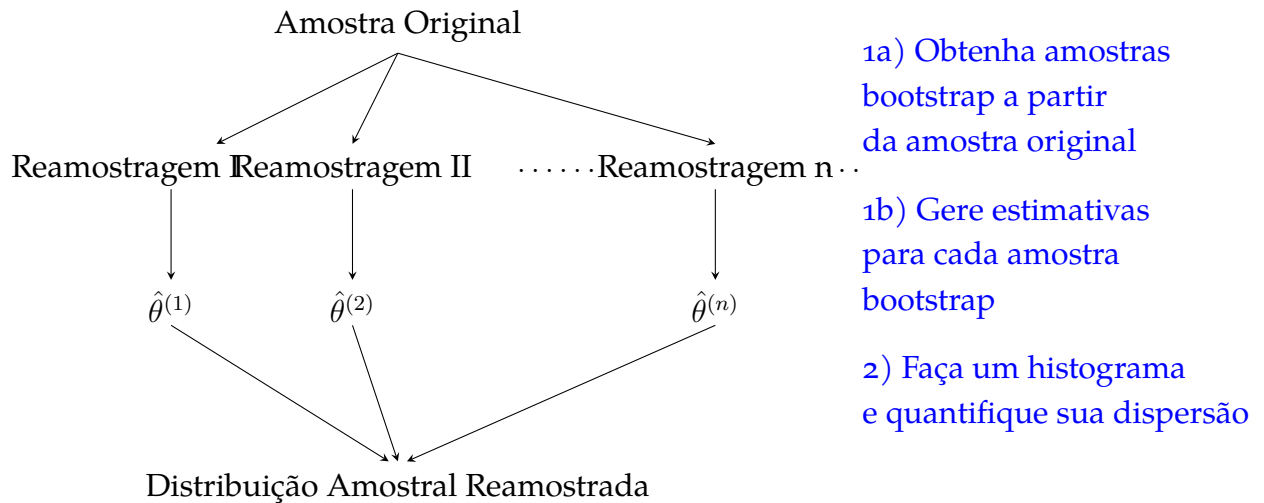 Amostra Original
Reamostragem I Reamostragem II ...... Reamostragem n ..
θ̂⁽¹⁾ θ̂⁽²⁾ θ̂⁽ⁿ⁾
Distribuição Amostral Reamostrada
1a) Obtenha amostras
bootstrap a partir
da amostra original
1b) Gere estimativas
para cada amostra
bootstrap
2) Faça um histograma
e quantifique sua dispersão